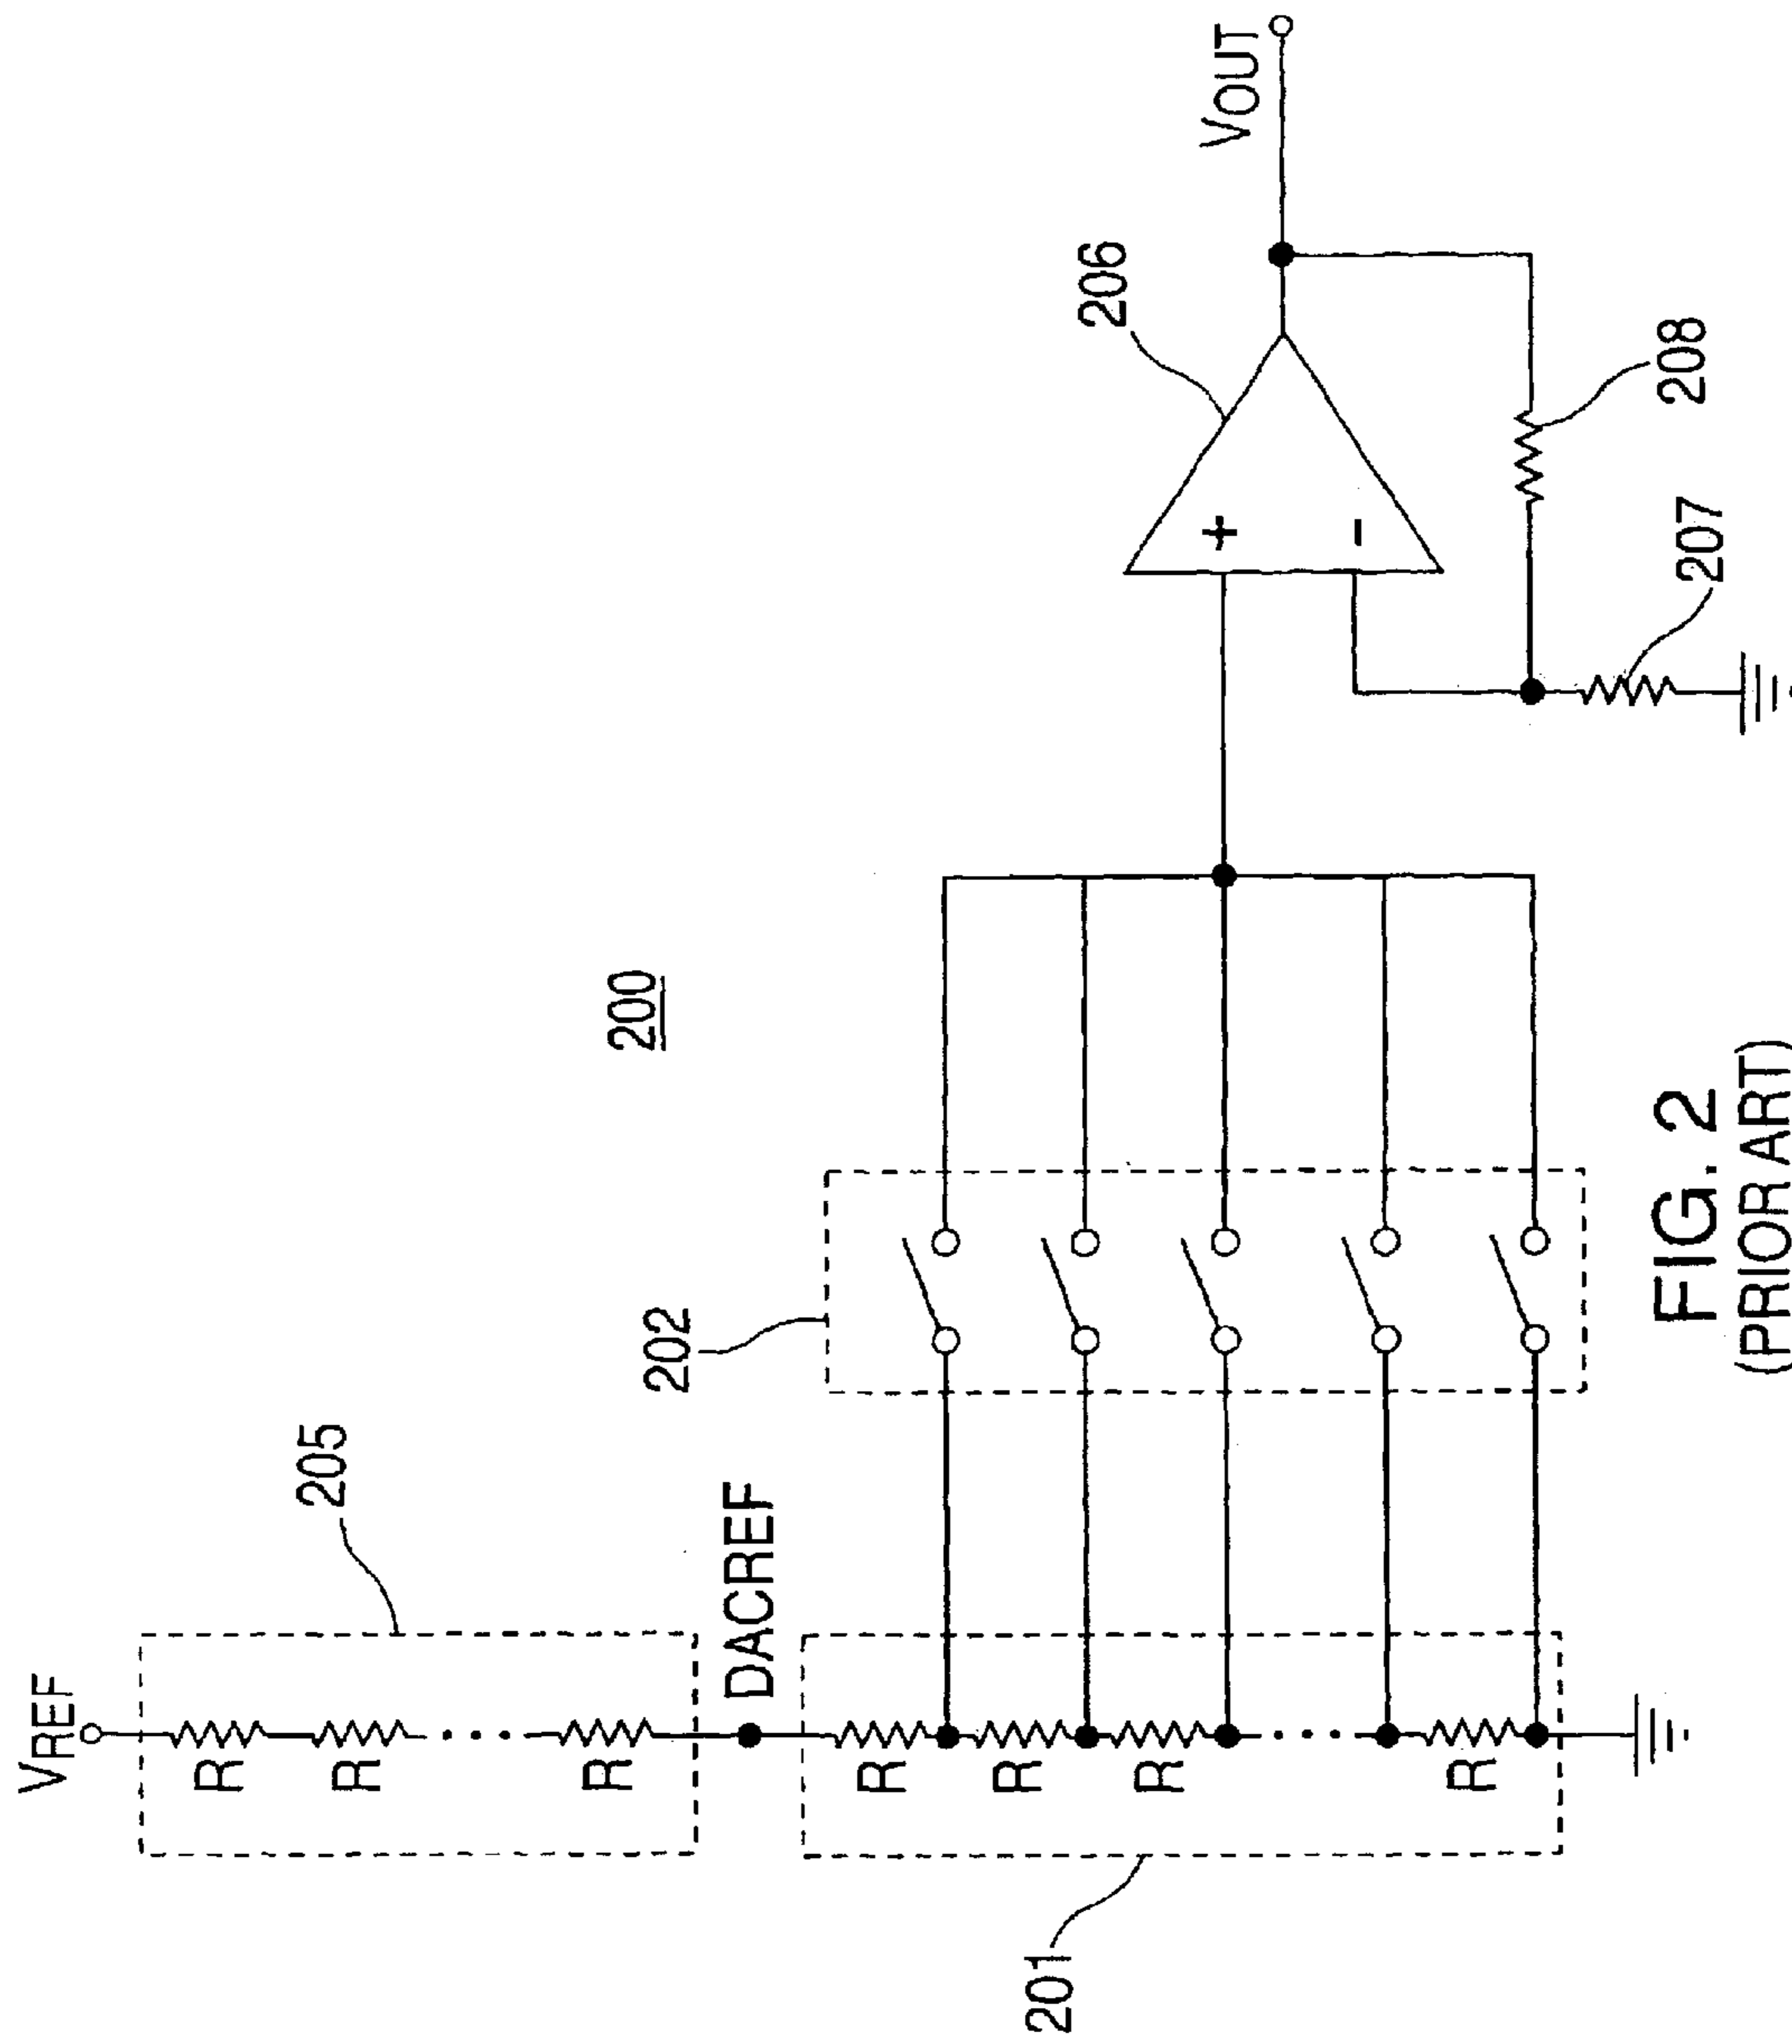 VREF
205
R
R
R
DACREF
201
R
R
R
R
202
200
206
+
-
VOUT
208
207
FIG. 2
(PRIOR ART)